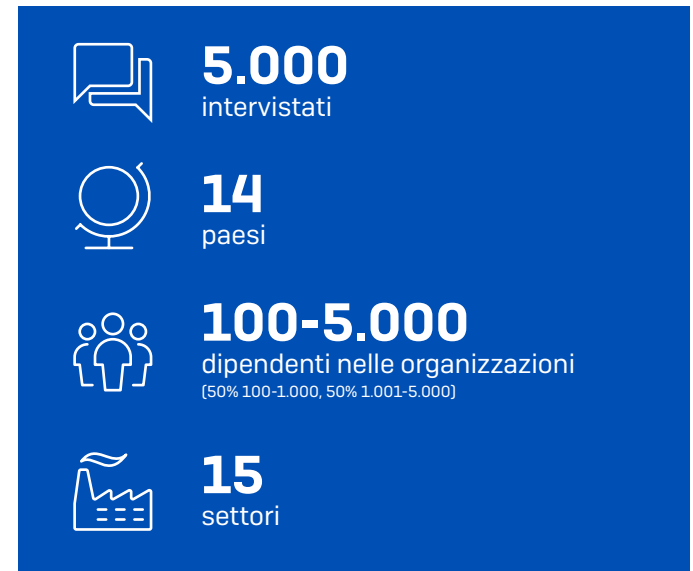 5.000
intervistati
14
paesi
100-5.000
dipendenti nelle organizzazioni
(50% 100-1.000, 50% 1.001-5.000)
15
settori